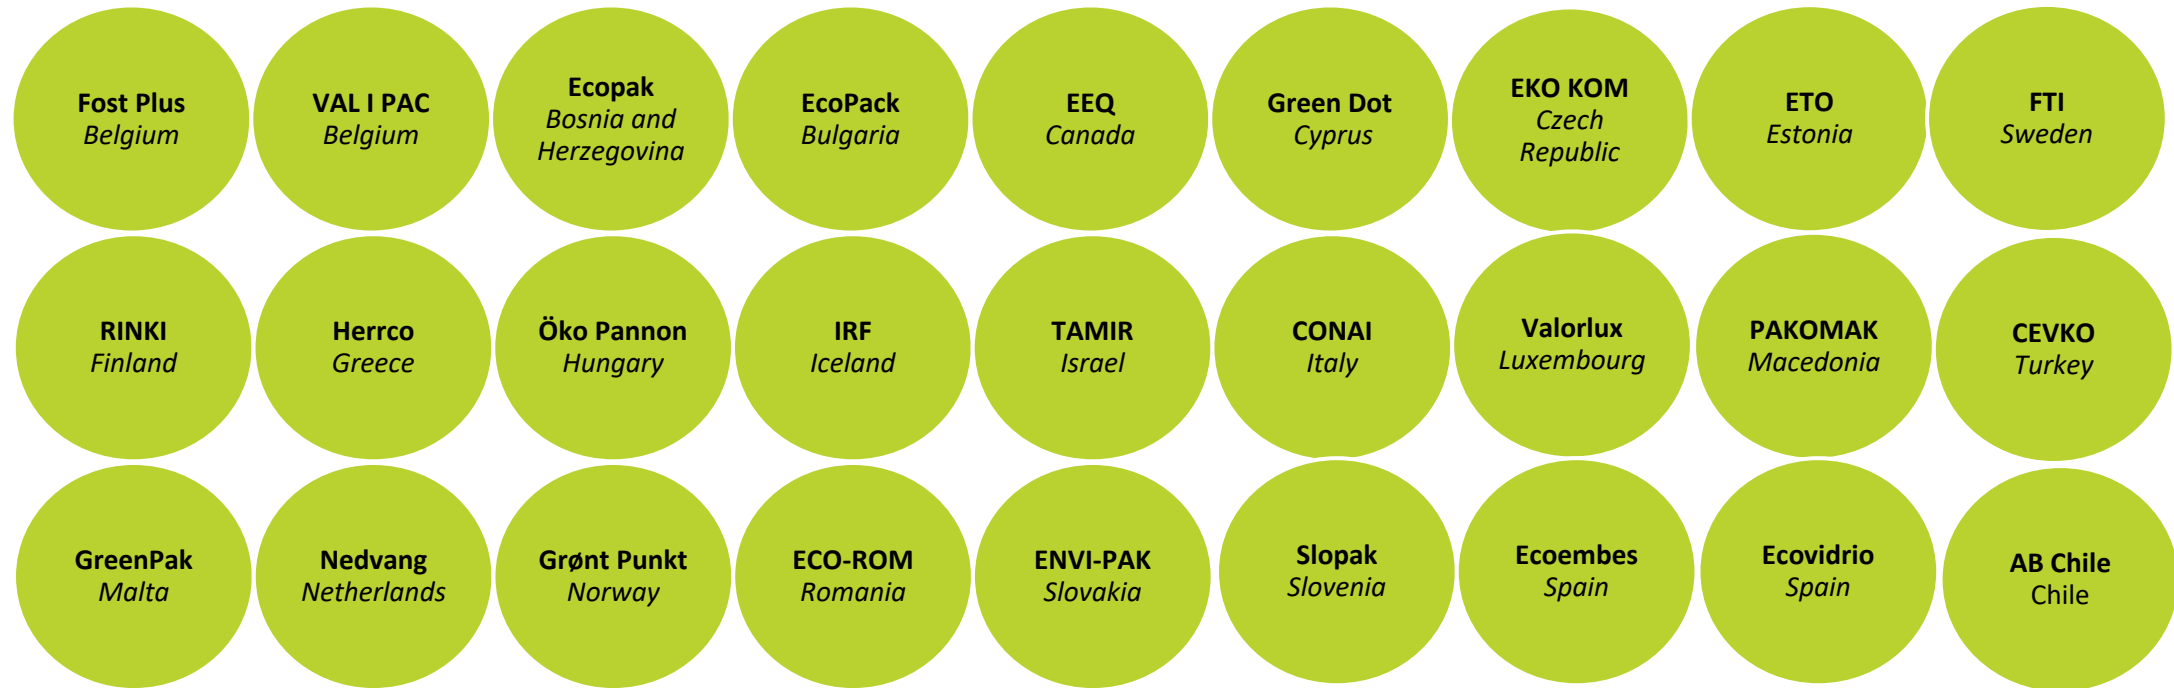 Fost Plus
Belgium
VAL I PAC
Belgium
Ecopak
Bosnia and
Herzegovina
EcoPack
Bulgaria
EEQ
Canada
Green Dot
Cyprus
EKO KOM
Czech
Republic
ETO
Estonia
FTI
Sweden
RINKI
Finland
Herrco
Greece
Öko Pannon
Hungary
IRF
Iceland
TAMIR
Israel
CONAI
Italy
Valorlux
Luxembourg
PAKOMAK
Macedonia
CEVKO
Turkey
GreenPak
Malta
Nedvang
Netherlands
Grønt Punkt
Norway
ECO-ROM
Romania
ENVI-PAK
Slovakia
Slopak
Slovenia
Ecoembes
Spain
Ecovidrio
Spain
AB Chile
Chile